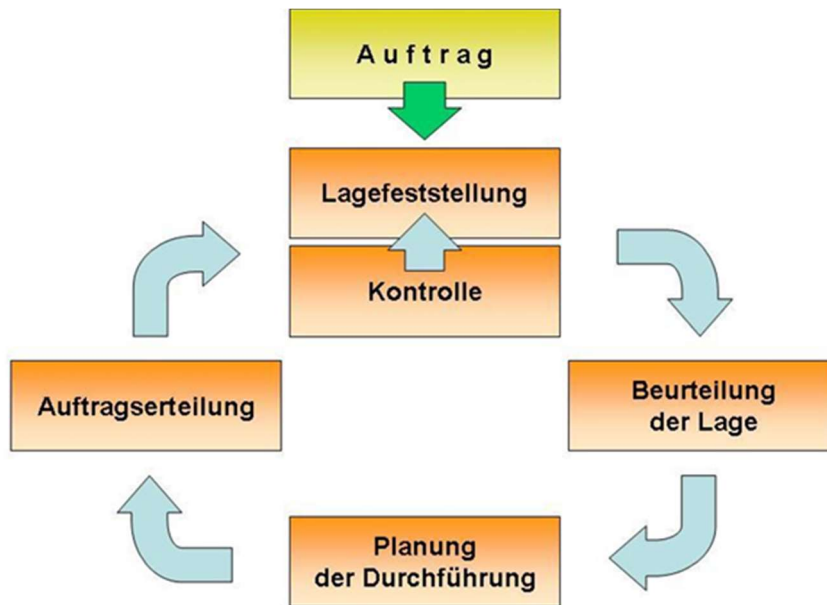 Auftrag
Lagefeststellung
Kontrolle
Auftragserteilung
Beurteilung
der Lage
Planung
der Durchführung